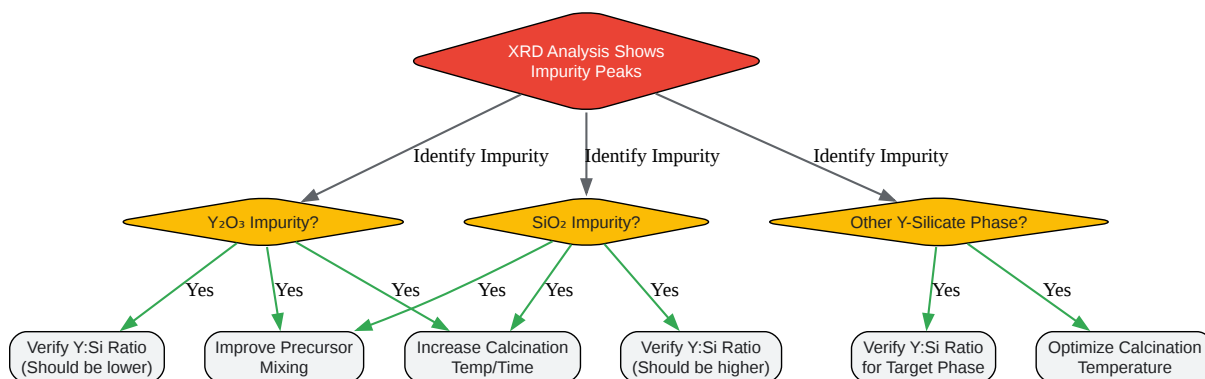 XRD Analysis Shows
Impurity Peaks
Identify Impurity
Identify Impurity
Identify Impurity
Y₂O₃ Impurity?
SiO₂ Impurity?
Other Y-Silicate Phase?
Yes
Yes
Yes
Yes
Yes
Yes
Yes
Yes
Verify Y:Si Ratio
(Should be lower)
Improve Precursor
Mixing
Increase Calcination
Temp/Time
Verify Y:Si Ratio
(Should be higher)
Verify Y:Si Ratio
for Target Phase
Optimize Calcination
Temperature